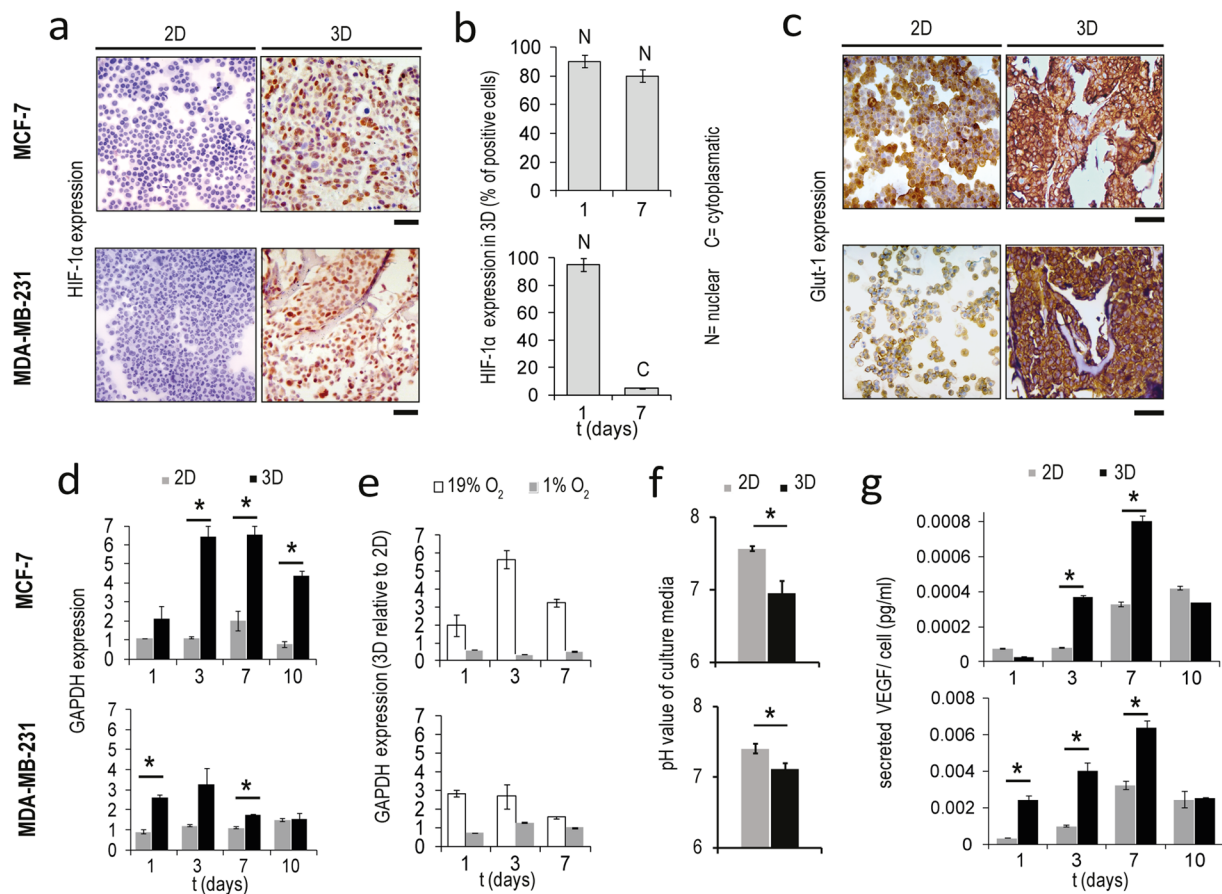 a
2D 3D
MCF-7
MDA-MB-231
HIF-1α expression
b
HIF-1α expression in 3D (% of positive cells)
N N
100
80
60
40
20
0
1 7
N
C
100
80
60
40
20
0
1 7
t (days)
N= nuclear C= cytoplasmatic
c
2D 3D
Glut-1 expression
d
2D 3D
MCF-7
MDA-MB-231
GAPDH expression
* * *
7
6
5
4
3
2
1
0
1 3 7 10
* *
7
6
5
4
3
2
1
0
1 3 7 10
t (days)
e
19% O₂ 1% O₂
GAPDH expression (3D relative to 2D)
7
6
5
4
3
2
1
0
1 3 7
7
6
5
4
3
2
1
0
1 3 7
t (days)
f
2D 3D
pH value of culture media
*
8
7
6
*
8
7
6
g
2D 3D
secreted VEGF/ cell (pg/ml)
* *
0.0008
0.0006
0.0004
0.0002
0
1 3 7 10
* * *
0.008
0.006
0.004
0.002
0
1 3 7 10
t (days)